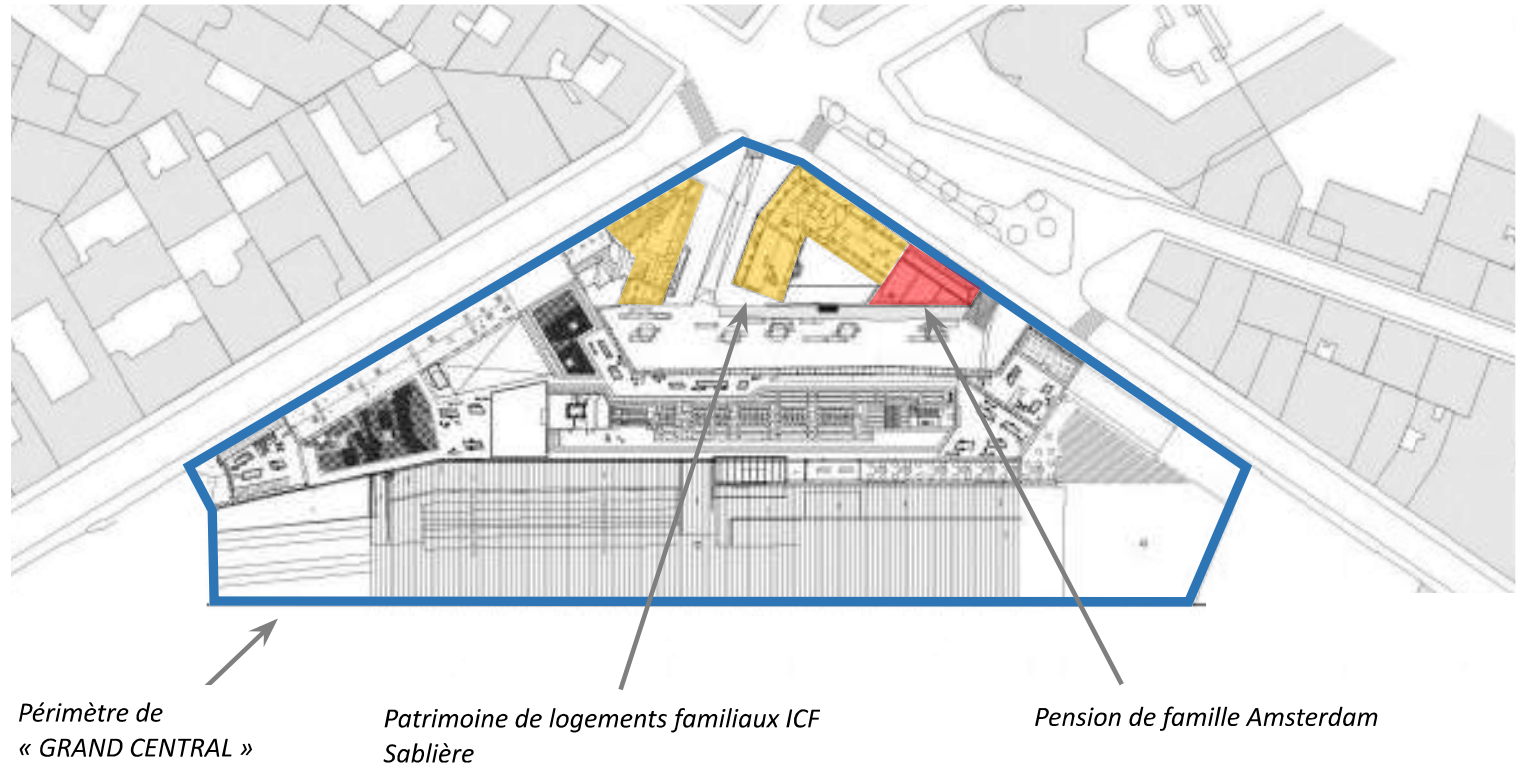 Périmètre de
« GRAND CENTRAL »
Patrimoine de logements familiaux ICF
Sablière
Pension de famille Amsterdam